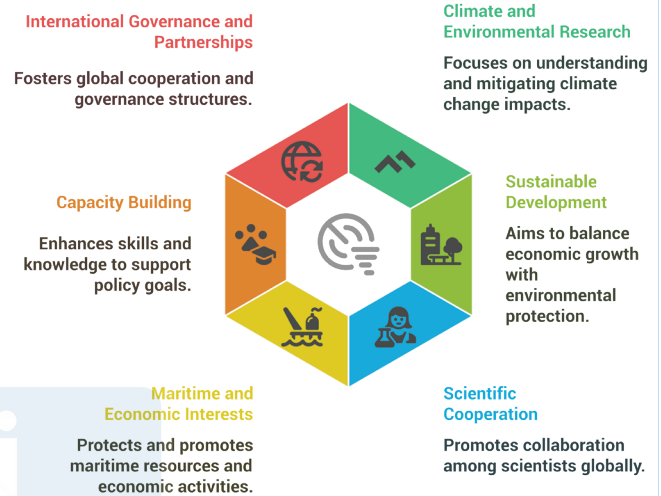 International Governance and
Partnerships
Fosters global cooperation and
governance structures.
Climate and
Environmental Research
Focuses on understanding
and mitigating climate
change impacts.
Capacity Building
Enhances skills and
knowledge to support
policy goals.
Sustainable
Development
Aims to balance
economic growth
with
environmental
protection.
Maritime and
Economic Interests
Protects and promotes
maritime resources and
economic activities.
Scientific
Cooperation
Promotes collaboration
among scientists globally.